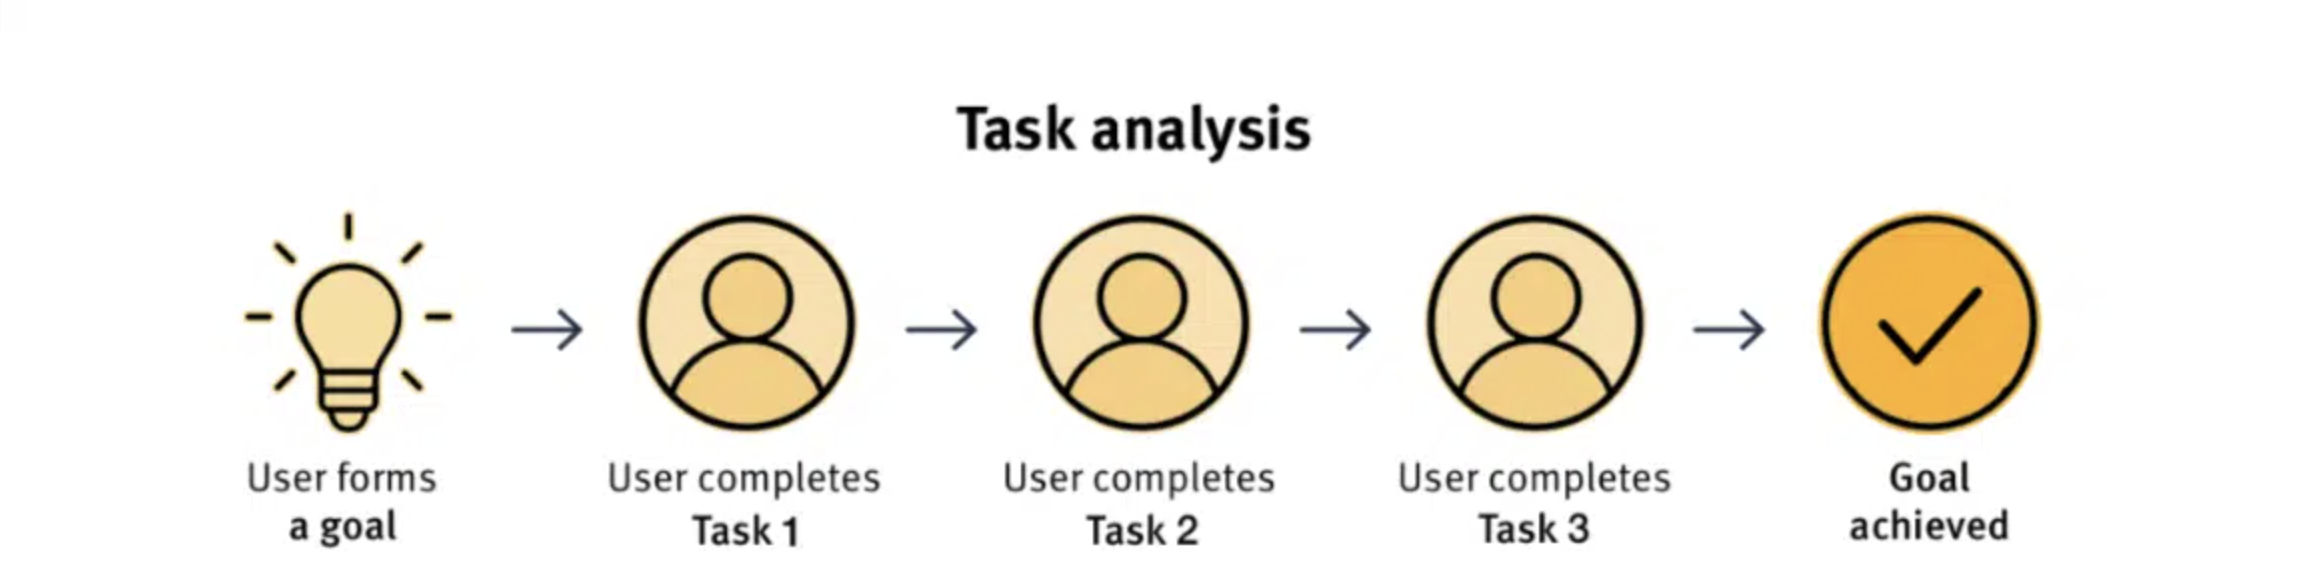 Task analysis
User forms
a goal
User completes
Task 1
User completes
Task 2
User completes
Task 3
Goal
achieved